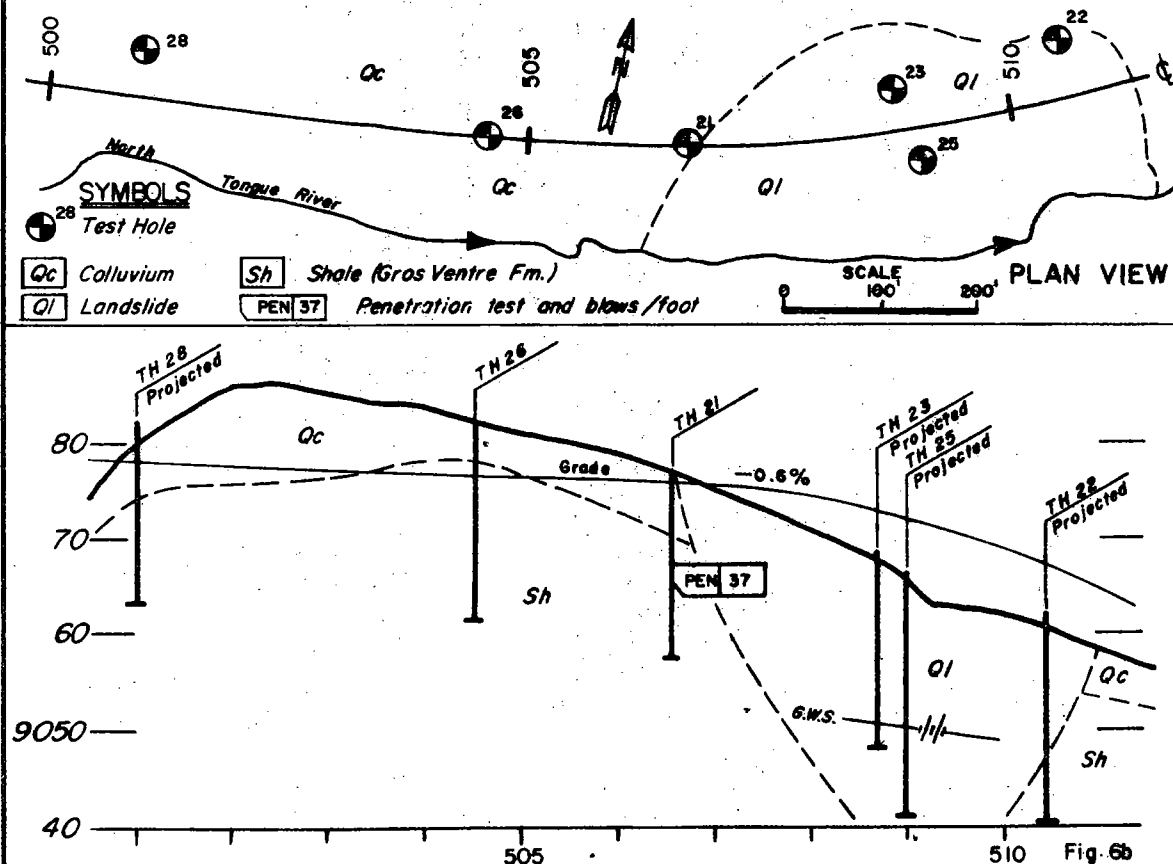 500
28
Qc
505
26
21
23
Ql
510
22
℄
25
N
North
Tongue River
Qc
Ql
SYMBOLS
28 Test Hole
Qc Colluvium
Sh Shale (Gros Ventre Fm.)
Ql Landslide
PEN 37 Penetration test and blows/foot
SCALE
0 100' 200'
PLAN VIEW
TH 28
Projected
TH 26
TH 21
TH 23
Projected
TH 25
Projected
TH 22
Projected
80
Qc
Grade
-0.6%
70
PEN 37
Sh
60
Ql
Qc
9050
G.W.S.
Sh
40
505
510
Fig. 6b